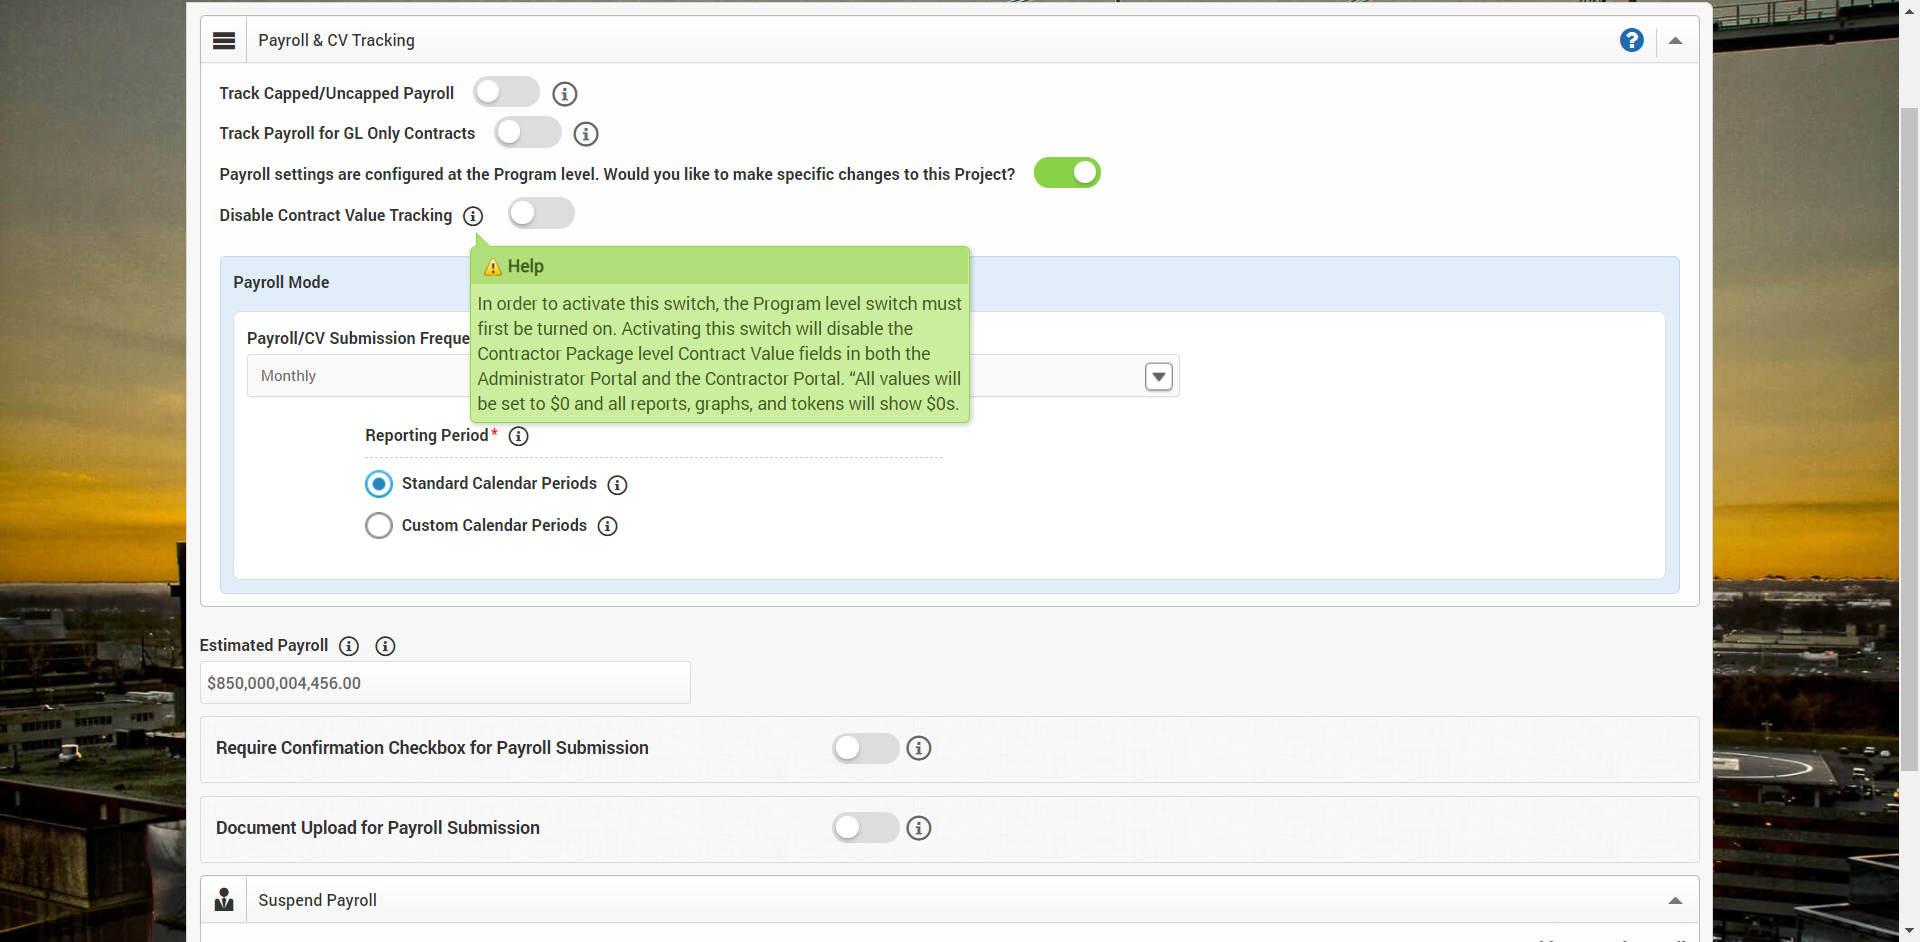 Payroll & CV Tracking
Track Capped/Uncapped Payroll
Track Payroll for GL Only Contracts
Payroll settings are configured at the Program level. Would you like to make specific changes to this Project?
Disable Contract Value Tracking
Help
In order to activate this switch, the Program level switch must
first be turned on. Activating this switch will disable the
Contractor Package level Contract Value fields in both the
Administrator Portal and the Contractor Portal. “All values will
be set to $0 and all reports, graphs, and tokens will show $0s.
Payroll Mode
Payroll/CV Submission Freque
Monthly
Reporting Period*
Standard Calendar Periods
Custom Calendar Periods
Estimated Payroll
$850,000,004,456.00
Require Confirmation Checkbox for Payroll Submission
Document Upload for Payroll Submission
Suspend Payroll